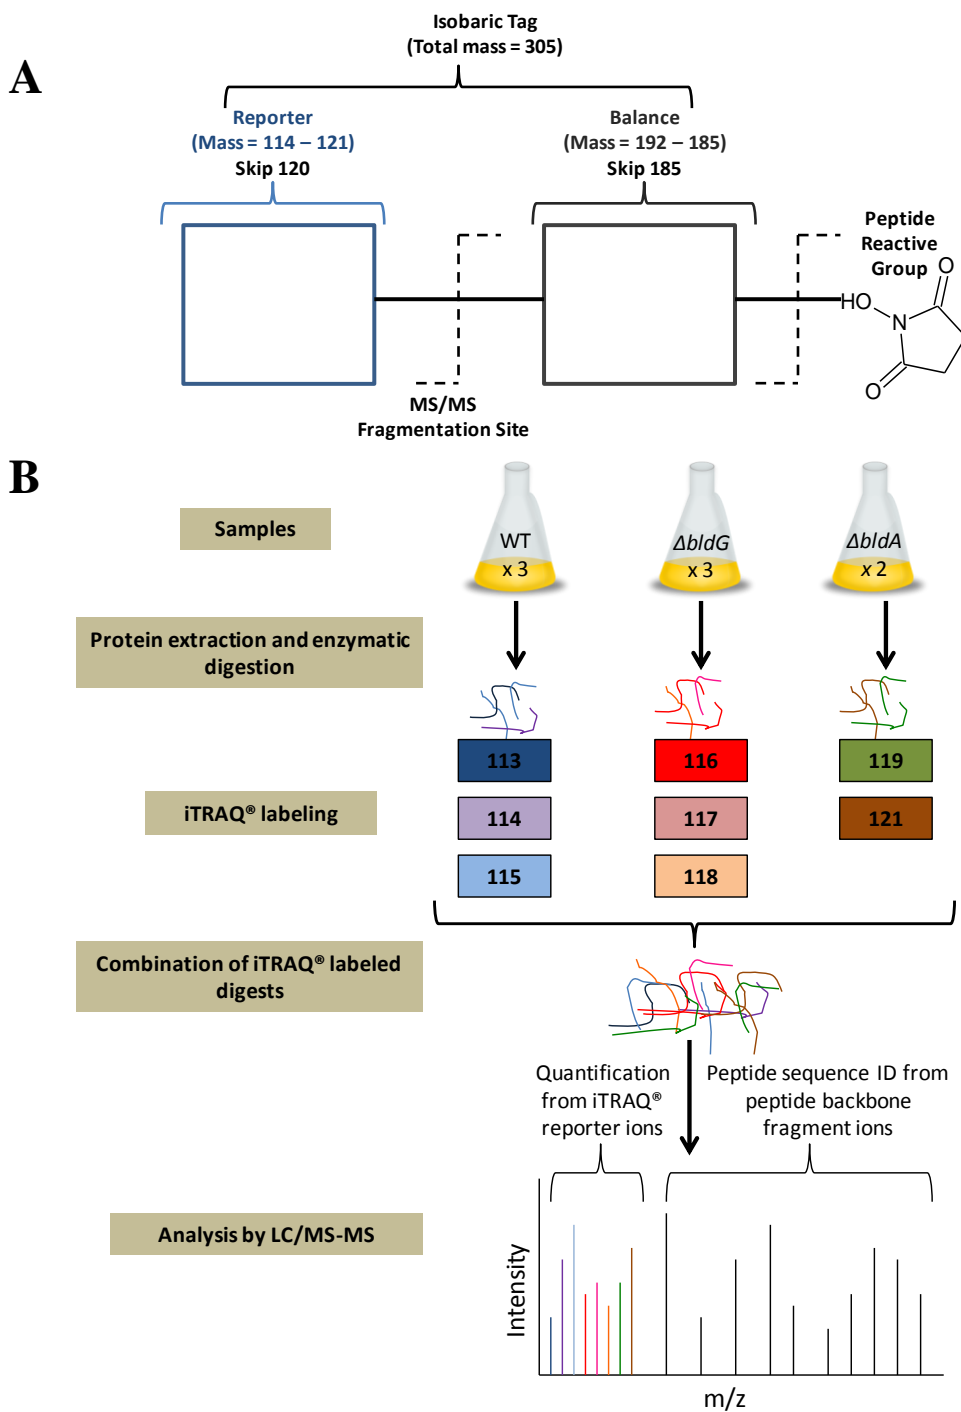 Isobaric Tag
(Total mass = 305)
A
Reporter
(Mass = 114 – 121)
Skip 120
Balance
(Mass = 192 – 185)
Skip 185
Peptide
Reactive
Group
O
HO
N
O
MS/MS
Fragmentation Site
B
Samples
WT
x 3
ΔbldG
x 3
ΔbldA
x 2
Protein extraction and enzymatic
digestion
113
116
119
iTRAQ® labeling
114
117
121
115
118
Combination of iTRAQ® labeled
digests
Quantification
from iTRAQ®
reporter ions
Peptide sequence ID from
peptide backbone
fragment ions
Analysis by LC/MS-MS
Intensity
m/z